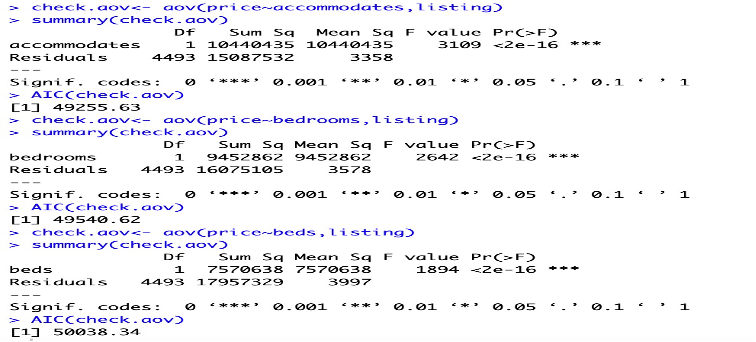 > check.aov<- aov(price~accommodates,listing)
> summary(check.aov)
Df Sum Sq Mean Sq F value Pr(>F)
accommodates 1 10440435 10440435 3109 <2e-16 ***
Residuals 4493 15087532 3358
---
Signif. codes: 0 ‘***’ 0.001 ‘**’ 0.01 ‘*’ 0.05 ‘.’ 0.1 ‘ ’ 1
> AIC(check.aov)
[1] 49255.63
> check.aov<- aov(price~bedrooms,listing)
> summary(check.aov)
Df Sum Sq Mean Sq F value Pr(>F)
bedrooms 1 9452862 9452862 2642 <2e-16 ***
Residuals 4493 16075105 3578
---
Signif. codes: 0 ‘***’ 0.001 ‘**’ 0.01 ‘*’ 0.05 ‘.’ 0.1 ‘ ’ 1
> AIC(check.aov)
[1] 49540.62
> check.aov<- aov(price~beds,listing)
> summary(check.aov)
Df Sum Sq Mean Sq F value Pr(>F)
beds 1 7570638 7570638 1894 <2e-16 ***
Residuals 4493 17957329 3997
---
Signif. codes: 0 ‘***’ 0.001 ‘**’ 0.01 ‘*’ 0.05 ‘.’ 0.1 ‘ ’ 1
> AIC(check.aov)
[1] 50038.34